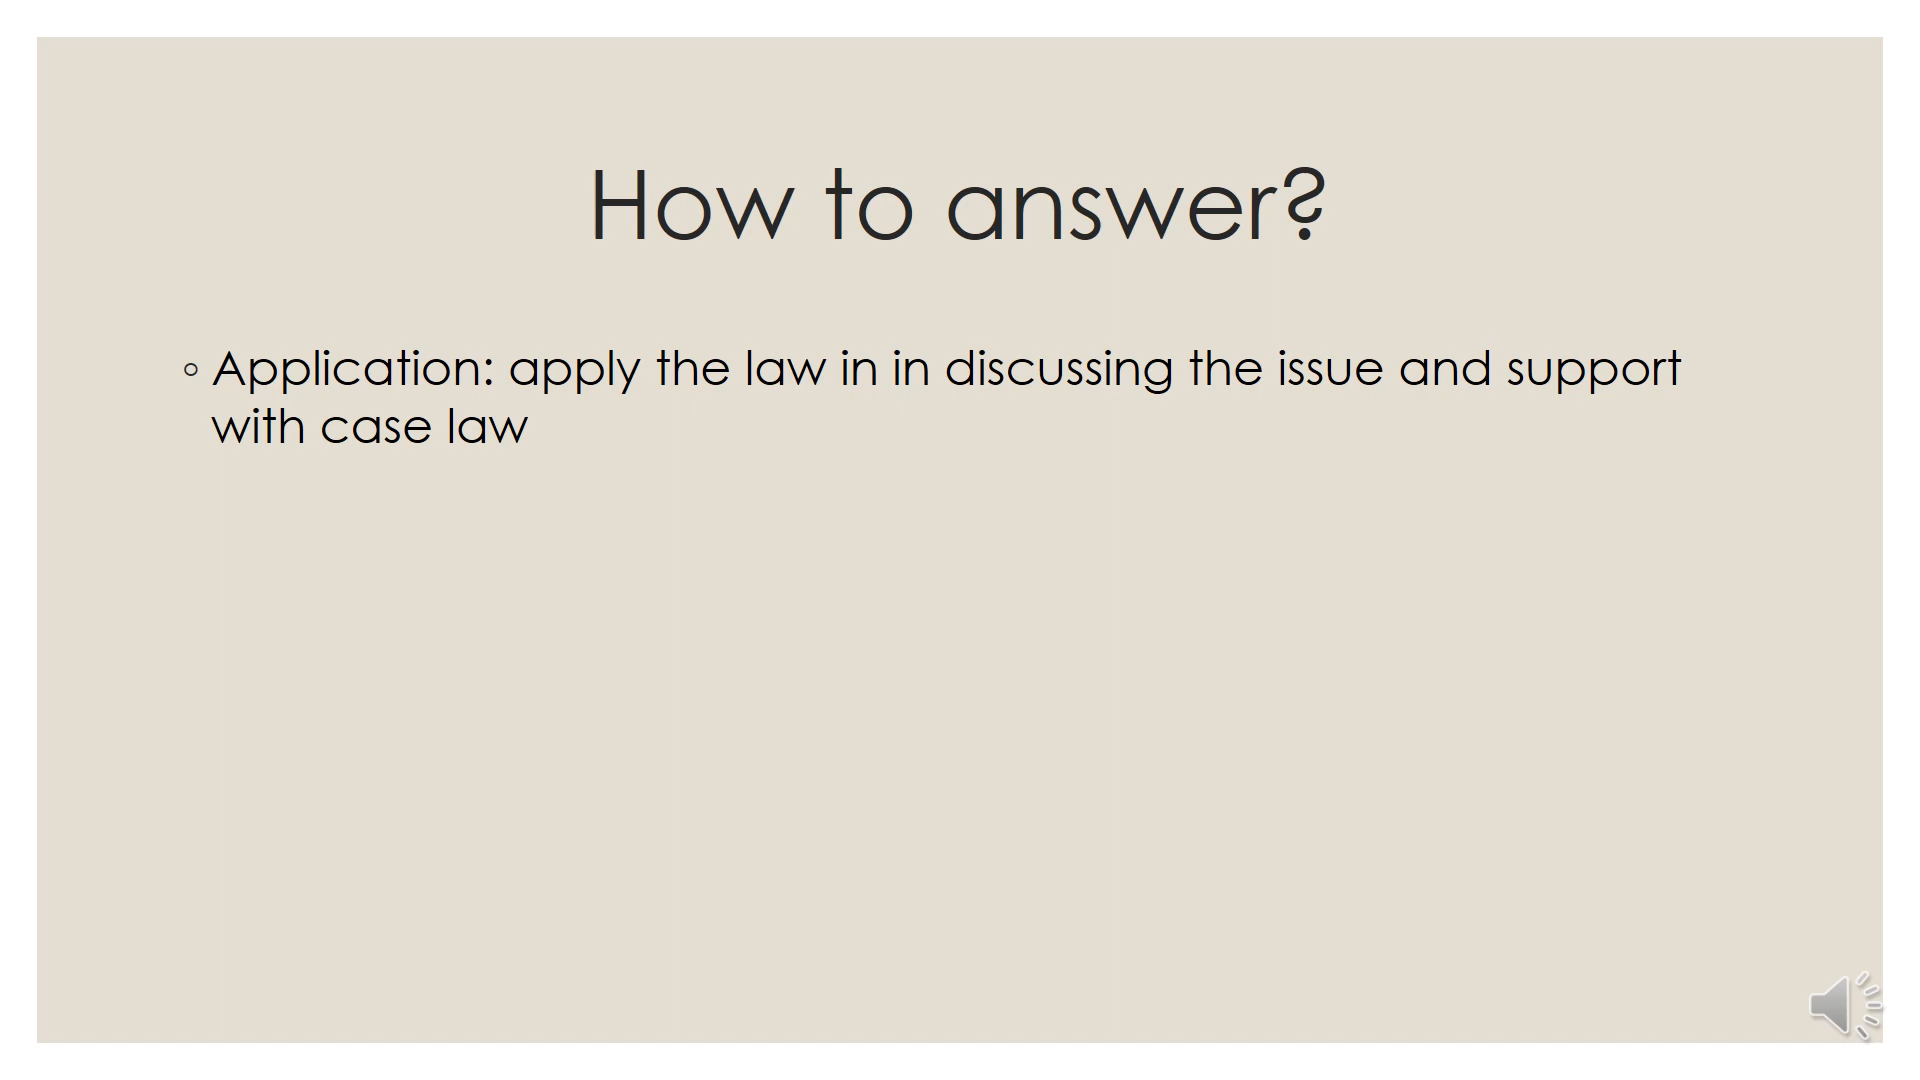 How to answer?
◦ Application: apply the law in in discussing the issue and support
with case law